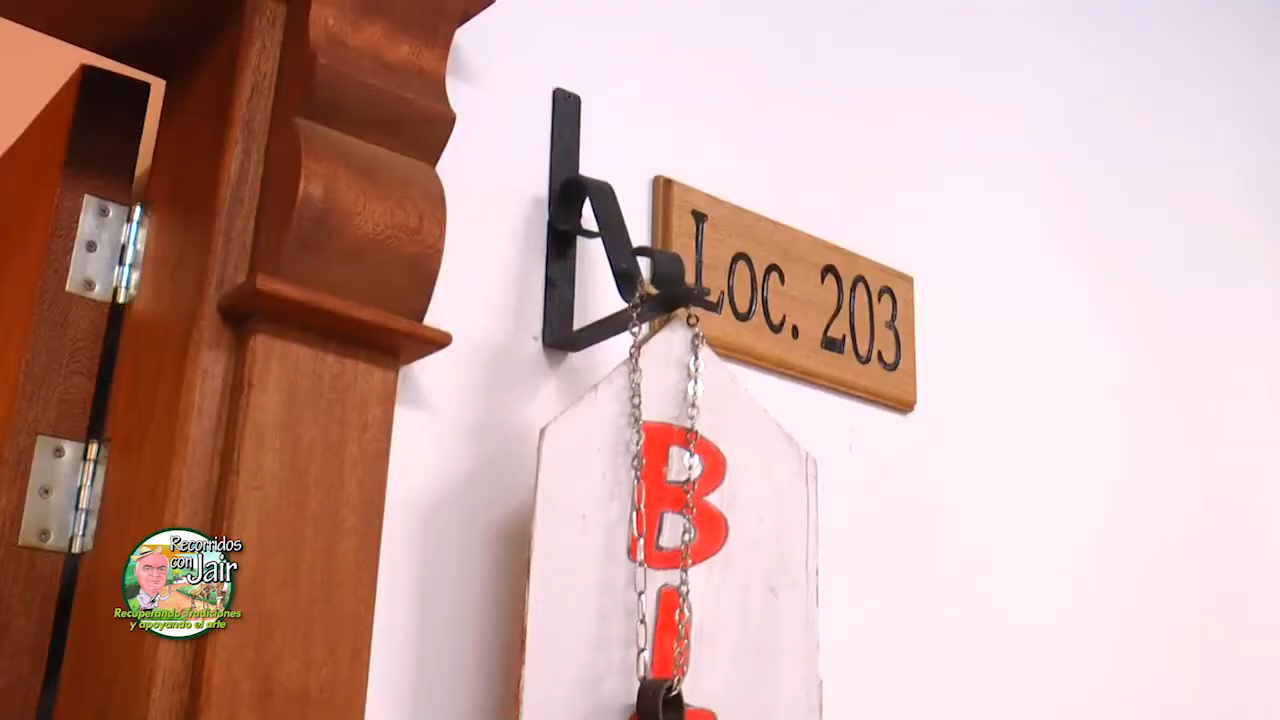 Loc. 203
B
I
Recorridos
con Jair
Recuperando Tradiciones
y apoyando el arte